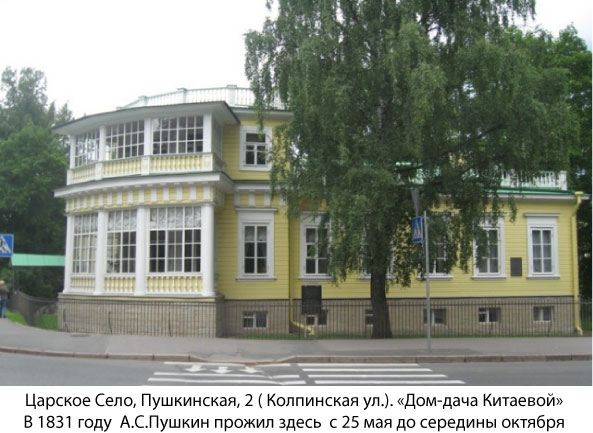 Царское Село, Пушкинская, 2 ( Колпинская ул.). «Дом-дача Китаевой»
В 1831 году А.С.Пушкин прожил здесь с 25 мая до середины октября